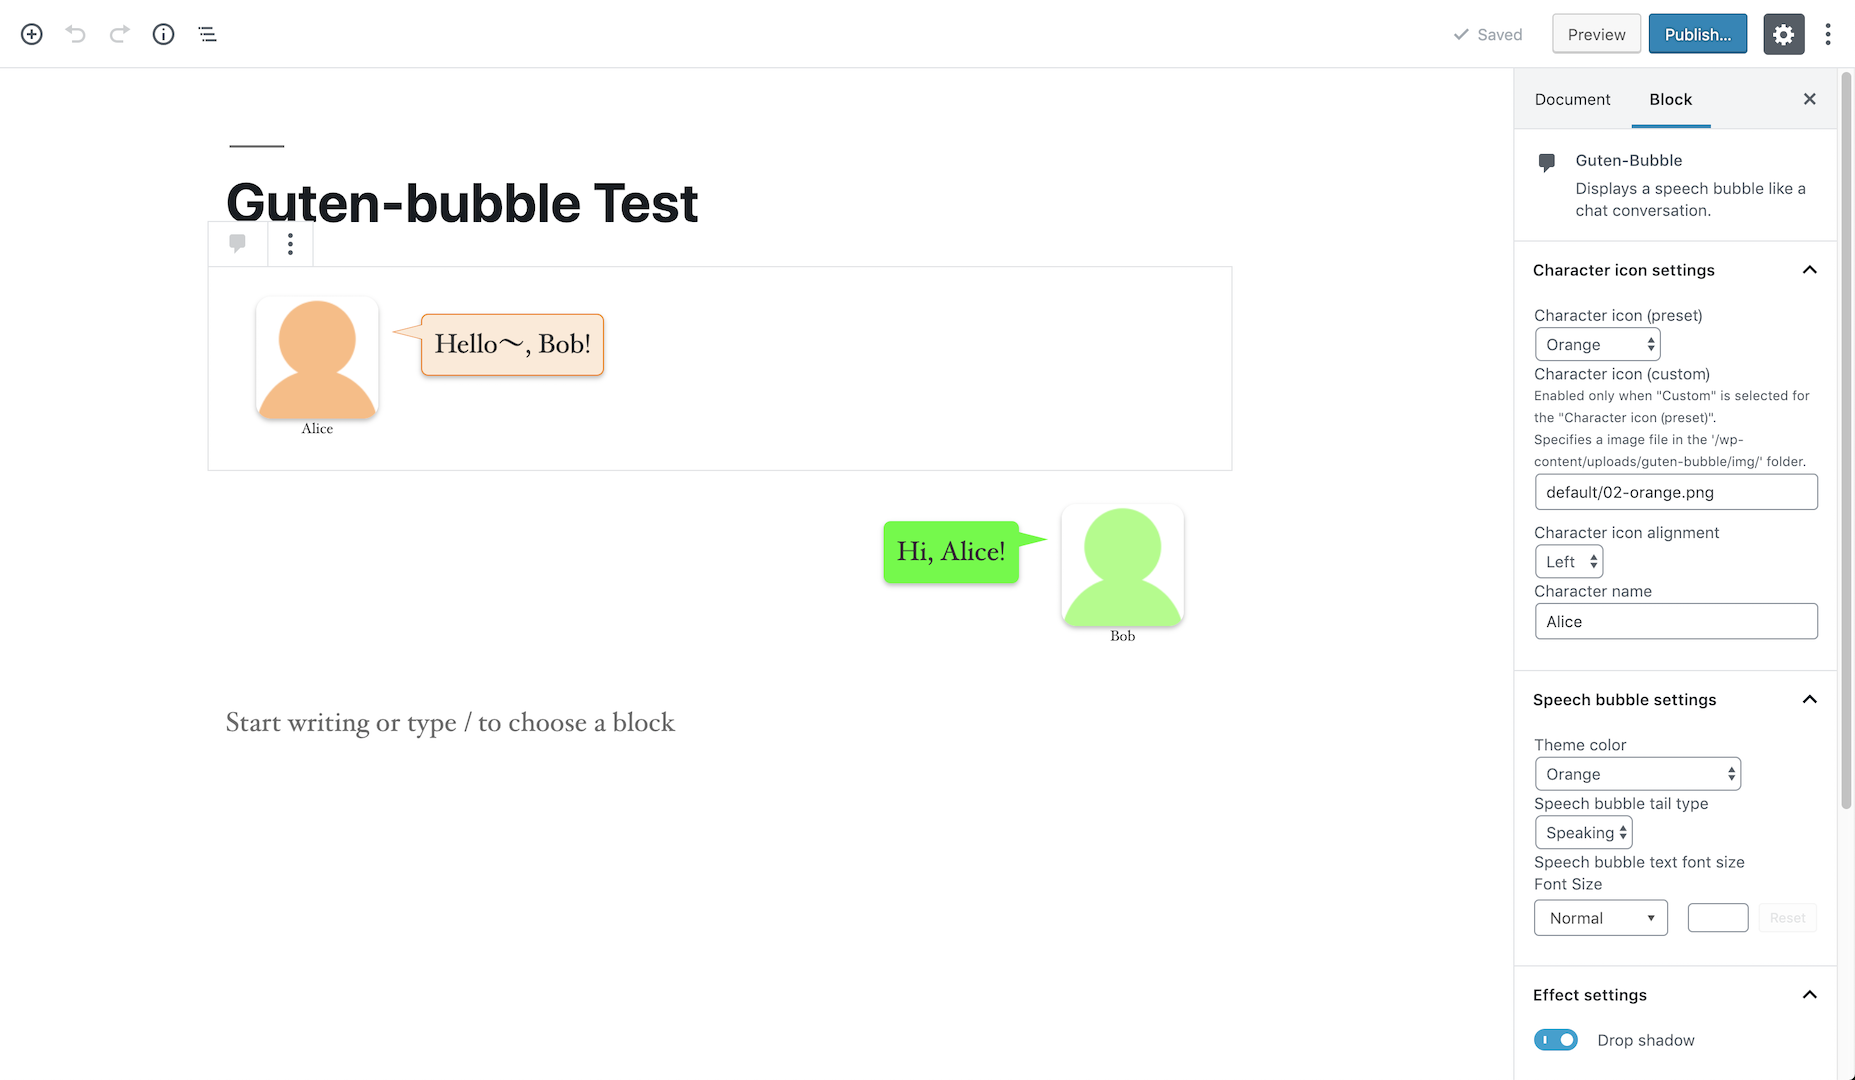 Saved
Preview
Publish...
Document
Block
Guten-Bubble
Displays a speech bubble like a
chat conversation.
Guten-bubble Test
Hello〜, Bob!
Alice
Hi, Alice!
Bob
Start writing or type / to choose a block
Character icon settings
Character icon (preset)
Orange
Character icon (custom)
Enabled only when "Custom" is selected for
the "Character icon (preset)".
Specifies a image file in the '/wp-
content/uploads/guten-bubble/img/' folder.
default/02-orange.png
Character icon alignment
Left
Character name
Alice
Speech bubble settings
Theme color
Orange
Speech bubble tail type
Speaking
Speech bubble text font size
Font Size
Normal
Reset
Effect settings
Drop shadow